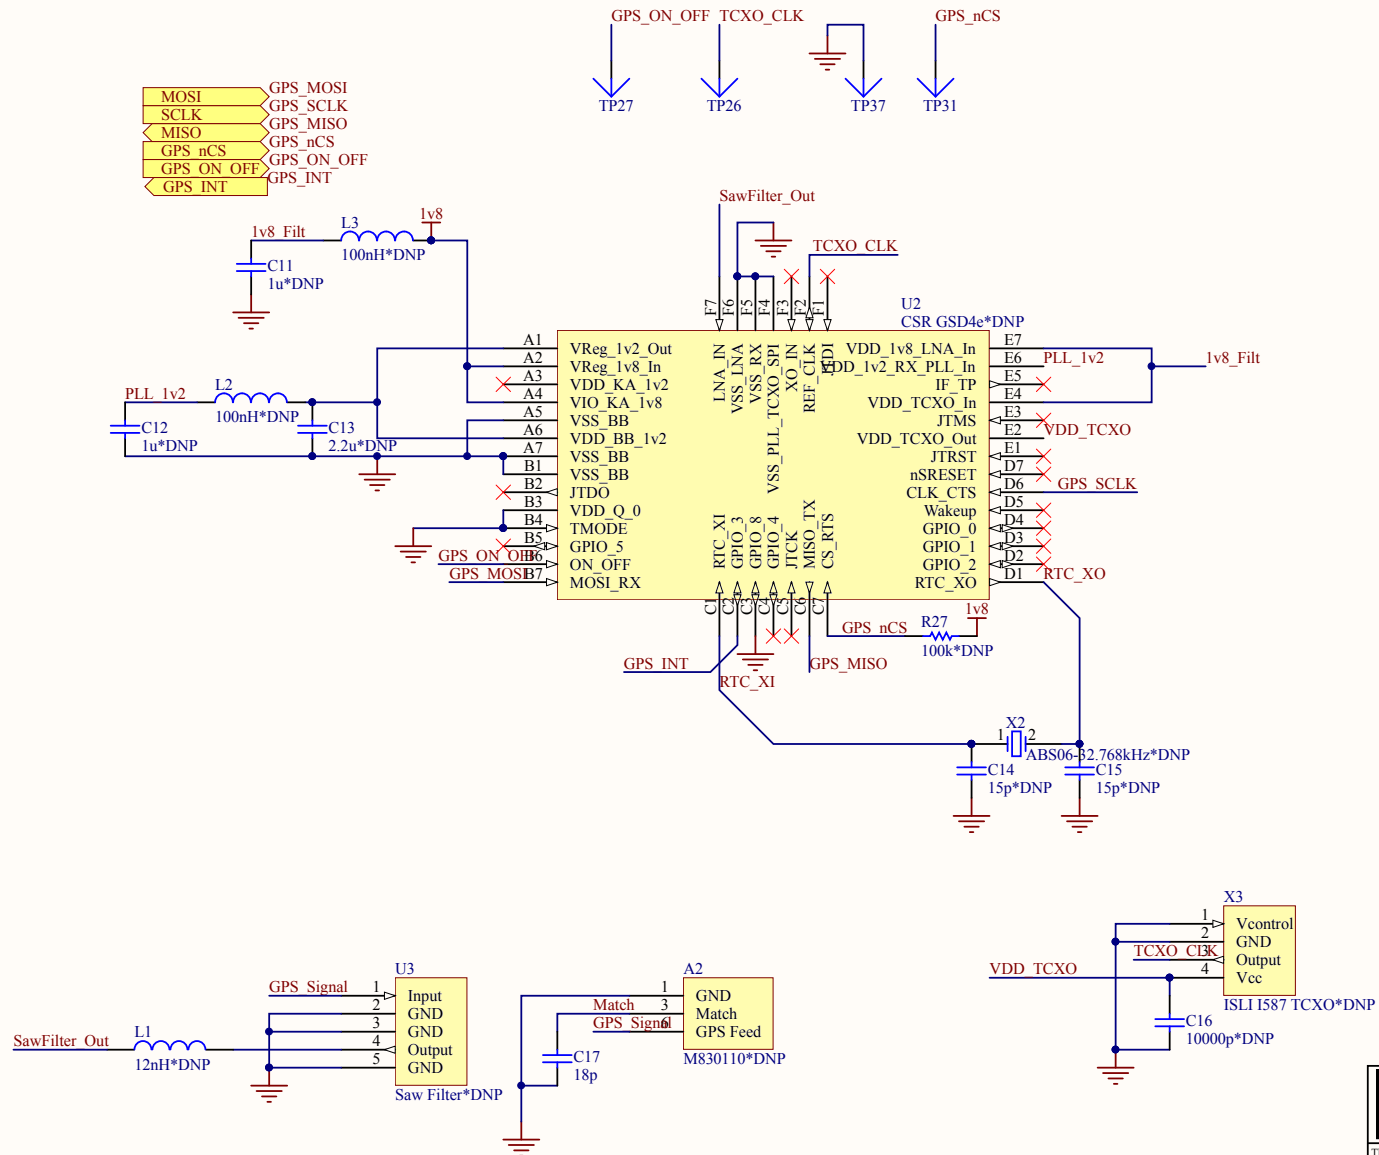 GPS_ON_OFF TCXO_CLK GPS_nCS
TP27 TP26 TP37 TP31
MOSI GPS_MOSI
SCLK GPS_SCLK
MISO GPS_MISO
GPS_nCS GPS_nCS
GPS_ON_OFF GPS_ON_OFF
GPS_INT GPS_INT
SawFilter_Out
1v8_Filt L3 1v8
100nH*DNP
C11
1u*DNP
TCXO_CLK
F7 F6 F5 F4 F3 F2 F1
U2
CSR GSD4e*DNP
A1 VReg_1v2_Out
A2 VReg_1v8_In
A3 VDD_KA_1v2
A4 VIO_KA_1v8
A5 VSS_BB
A6 VDD_BB_1v2
A7 VSS_BB
B1 VSS_BB
B2 JTDO
B3 VDD_Q_0
B4 TMODE
B5 GPIO_5
B6 ON_OFF
B7 MOSI_RX
LNA_IN
VSS_LNA
VSS_RX
VSS_PLL_TCXO_SPI
XO_IN
REF_CLK
VDD_1v8_LNA_In E7
VDD_1v2_RX_PLL_In E6 PLL_1v2
IF_TP E5
VDD_TCXO_In E4
JTMS E3
VDD_TCXO_Out E2 VDD_TCXO
JTRST E1
nSRESET D7
CLK_CTS D6 GPS_SCLK
Wakeup D5
GPIO_0 D4
GPIO_1 D3
GPIO_2 D2
RTC_XO D1 RTC_XO
1v8_Filt
PLL_1v2 L2
100nH*DNP
C12
1u*DNP
C13
2.2u*DNP
GPS_ON_OFF
GPS_MOSI
RTC_XI
GPIO_3
GPIO_8
GPIO_4
JTCK
MISO_TX
CS_RTS
C1 C2 C3 C4 C5 C6 C7
GPS_nCS R27 1v8
100k*DNP
GPS_INT RTC_XI GPS_MISO
1 X2 2
ABS06-32.768kHz*DNP
C14
15p*DNP
C15
15p*DNP
X3
1 Vcontrol
2 GND
TCXO_CLK 3 Output
VDD_TCXO 4 Vcc
ISLI I587 TCXO*DNP
C16
10000p*DNP
U3
GPS_Signal 1 Input
2 GND
3 GND
4 Output
5 GND
Saw Filter*DNP
SawFilter_Out L1
12nH*DNP
A2
1 GND
Match 3 Match
GPS_Signal 6 GPS Feed
M830110*DNP
C17
18p